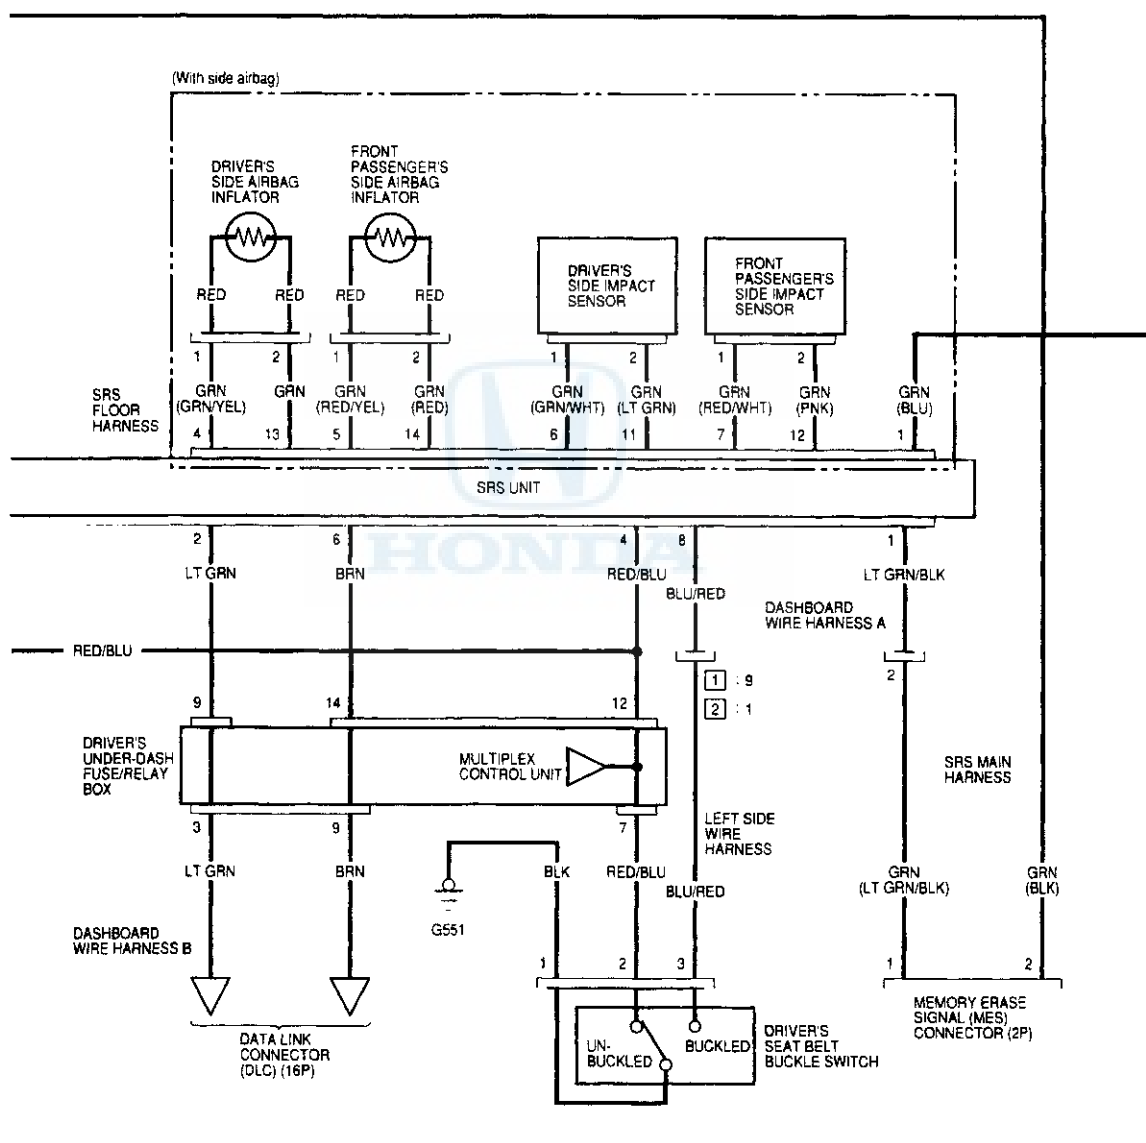 (With side airbag)
DRIVER'S
SIDE AIRBAG
INFLATOR
FRONT
PASSENGER'S
SIDE AIRBAG
INFLATOR
DRIVER'S
SIDE IMPACT
SENSOR
FRONT
PASSENGER'S
SIDE IMPACT
SENSOR
RED RED RED RED
1 2 1 2 1 2 1 2
SRS
FLOOR
HARNESS
GRN
(GRN/YEL)
GRN
GRN
(RED/YEL)
GRN
(RED)
GRN
(GRN/WHT)
GRN
(LT GRN)
GRN
(RED/WHT)
GRN
(PNK)
GRN
(BLU)
4 13 5 14 6 11 7 12 1
SRS UNIT
HONDA
2 6 4 8 1
LT GRN BRN RED/BLU LT GRN/BLK
BLU/RED
DASHBOARD
WIRE HARNESS A
RED/BLU
1 : 9
2 : 1
2
9 14 12
DRIVER'S
UNDER-DASH
FUSE/RELAY
BOX
MULTIPLEX
CONTROL UNIT
SRS MAIN
HARNESS
3 9 7
LEFT SIDE
WIRE
HARNESS
LT GRN BRN BLK RED/BLU
BLU/RED
GRN
(LT GRN/BLK)
GRN
(BLK)
G551
DASHBOARD
WIRE HARNESS B
1 2 3 1 2
DATA LINK
CONNECTOR
(DLC) (16P)
UN-
BUCKLED
BUCKLED
DRIVER'S
SEAT BELT
BUCKLE SWITCH
MEMORY ERASE
SIGNAL (MES)
CONNECTOR (2P)